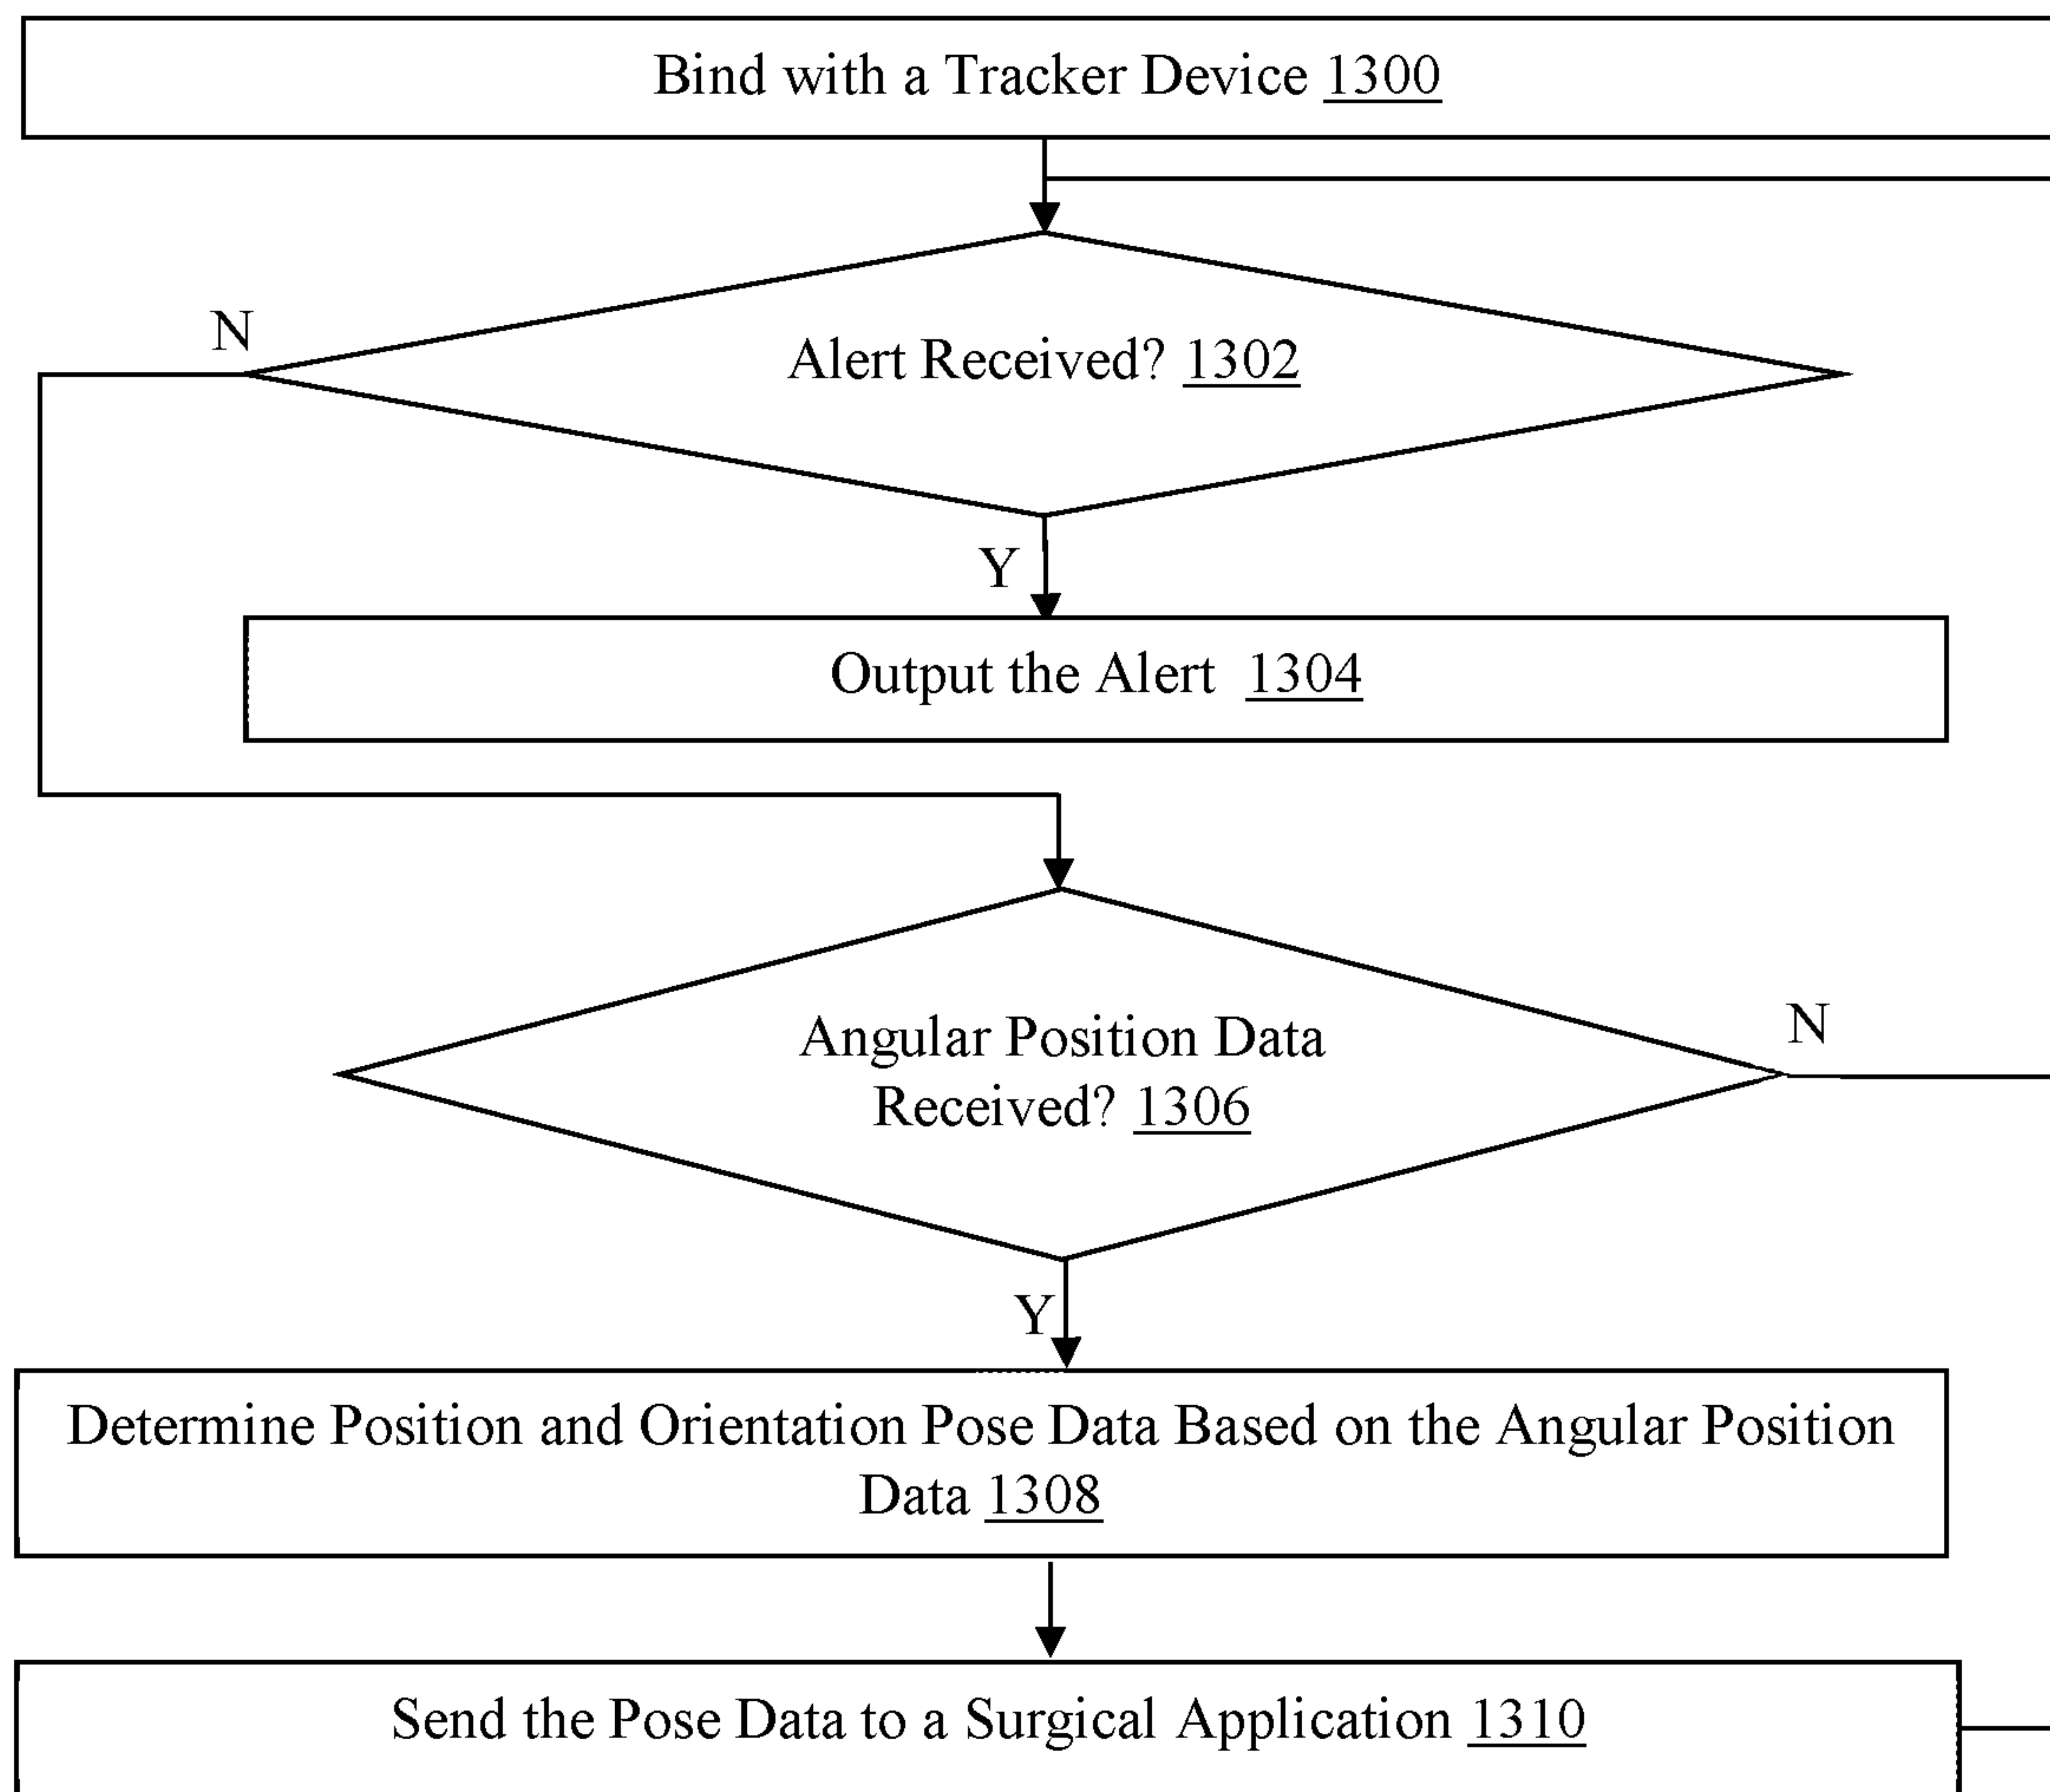 Bind with a Tracker Device 1300
N
Alert Received? 1302
Y
Output the Alert 1304
Angular Position Data
Received? 1306
N
Y
Determine Position and Orientation Pose Data Based on the Angular Position
Data 1308
Send the Pose Data to a Surgical Application 1310